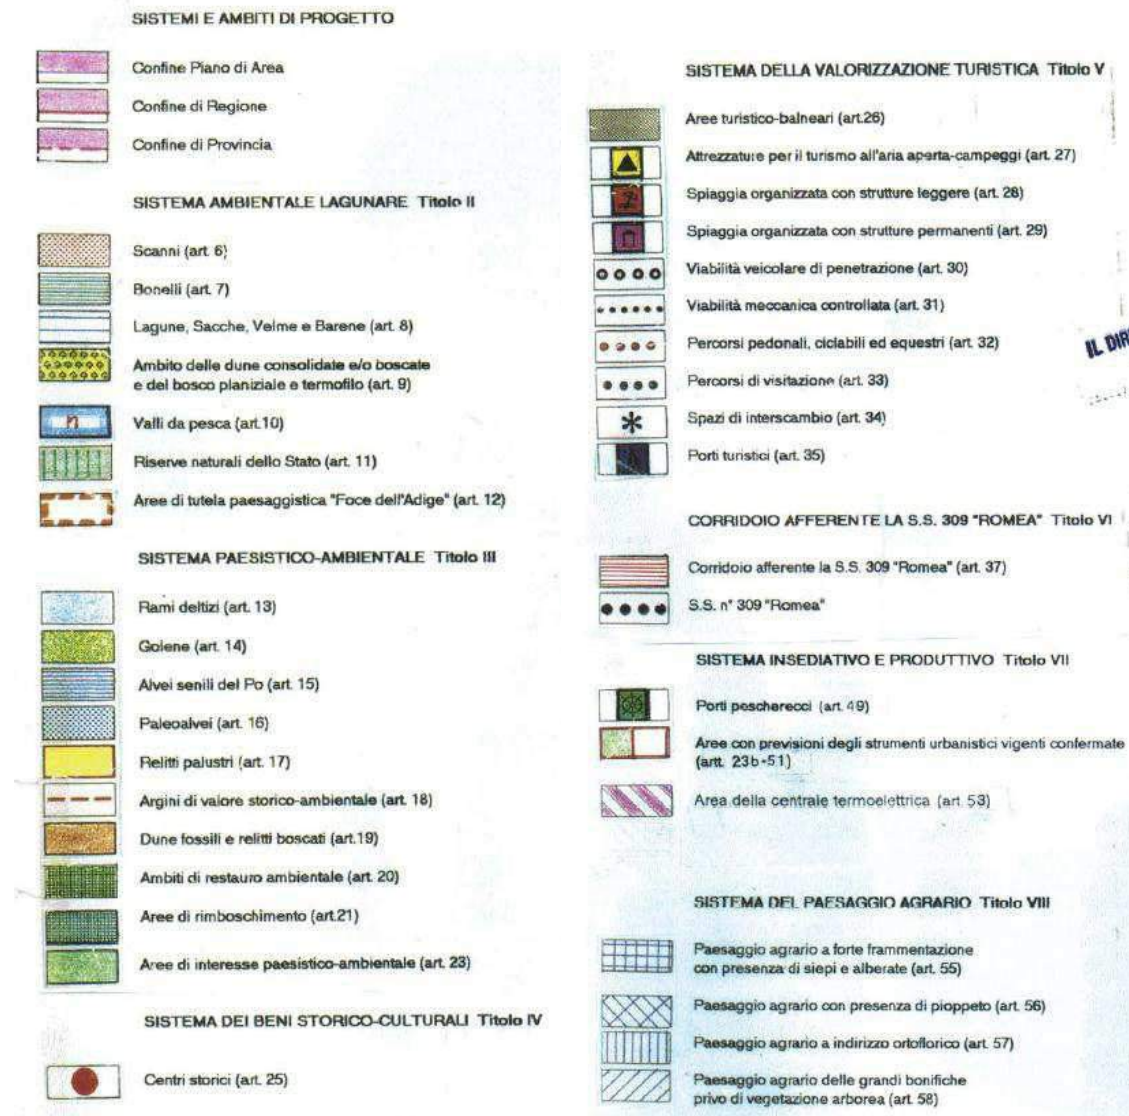 SISTEMI E AMBITI DI PROGETTO
Confine Piano di Area
Confine di Regione
Confine di Provincia
SISTEMA AMBIENTALE LAGUNARE Titolo II
Scanni (art. 6)
Bonelli (art. 7)
Lagune, Sacche, Velme e Barene (art. 8)
Ambito delle dune consolidate e/o boscate
e del bosco planiziale e termofilo (art. 9)
n
Valli da pesca (art.10)
Riserve naturali dello Stato (art. 11)
Aree di tutela paesaggistica "Foce dell'Adige" (art. 12)
SISTEMA PAESISTICO-AMBIENTALE Titolo III
Rami deltizi (art. 13)
Golene (art. 14)
Alvei senili del Po (art. 15)
Paleoalvei (art. 16)
Relitti palustri (art. 17)
Argini di valore storico-ambientale (art. 18)
Dune fossili e relitti boscati (art.19)
Ambiti di restauro ambientale (art. 20)
Aree di rimboschimento (art.21)
Aree di interesse paesistico-ambientale (art. 23)
SISTEMA DEI BENI STORICO-CULTURALI Titolo IV
Centri storici (art. 25)
SISTEMA DELLA VALORIZZAZIONE TURISTICA Titolo V
Aree turistico-balneari (art.26)
Attrezzature per il turismo all'aria aperta-campeggi (art. 27)
Spiaggia organizzata con strutture leggere (art. 28)
Spiaggia organizzata con strutture permanenti (art. 29)
Viabilità veicolare di penetrazione (art. 30)
Viabilità meccanica controllata (art. 31)
Percorsi pedonali, ciclabili ed equestri (art. 32)
IL DIR
Percorsi di visitazione (art. 33)
Spazi di interscambio (art. 34)
Porti turistici (art. 35)
CORRIDOIO AFFERENTE LA S.S. 309 "ROMEA" Titolo VI
Corridoio afferente la S.S. 309 "Romea" (art. 37)
S.S. n° 309 "Romea"
SISTEMA INSEDIATIVO E PRODUTTIVO Titolo VII
Porti pescherecci (art. 49)
Aree con previsioni degli strumenti urbanistici vigenti confermate
(artt. 23b-51)
Area della centrale termoelettrica (art. 53)
SISTEMA DEL PAESAGGIO AGRARIO Titolo VIII
Paesaggio agrario a forte frammentazione
con presenza di siepi e alberate (art. 55)
Paesaggio agrario con presenza di pioppeto (art. 56)
Paesaggio agrario a indirizzo ortoflorico (art. 57)
Paesaggio agrario delle grandi bonifiche
privo di vegetazione arborea (art. 58)